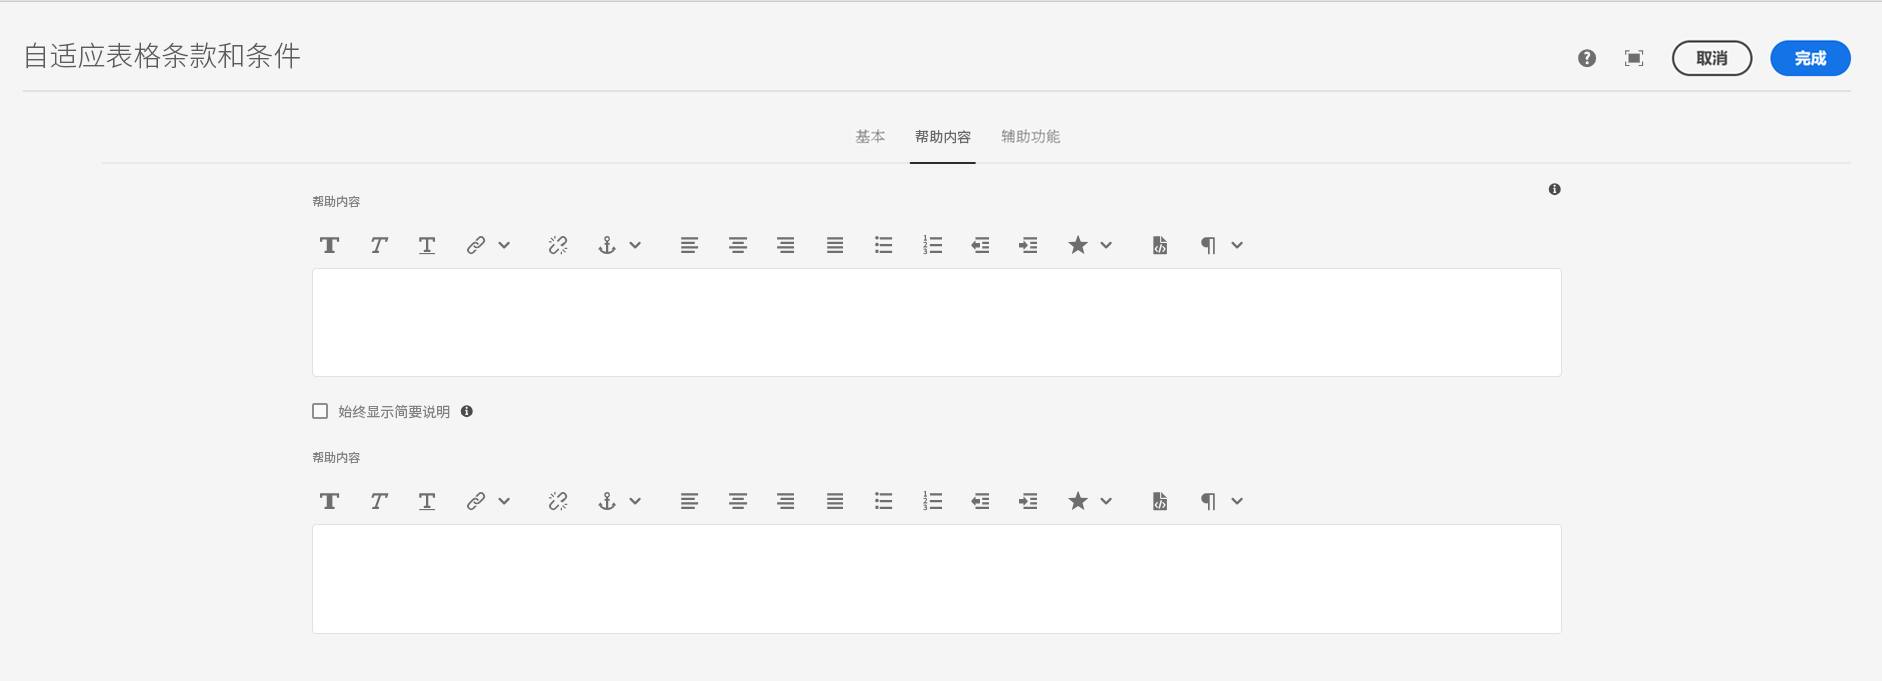 自适应表格条款和条件
取消
完成
基本 帮助内容 辅助功能
帮助内容
始终显示简要说明
帮助内容